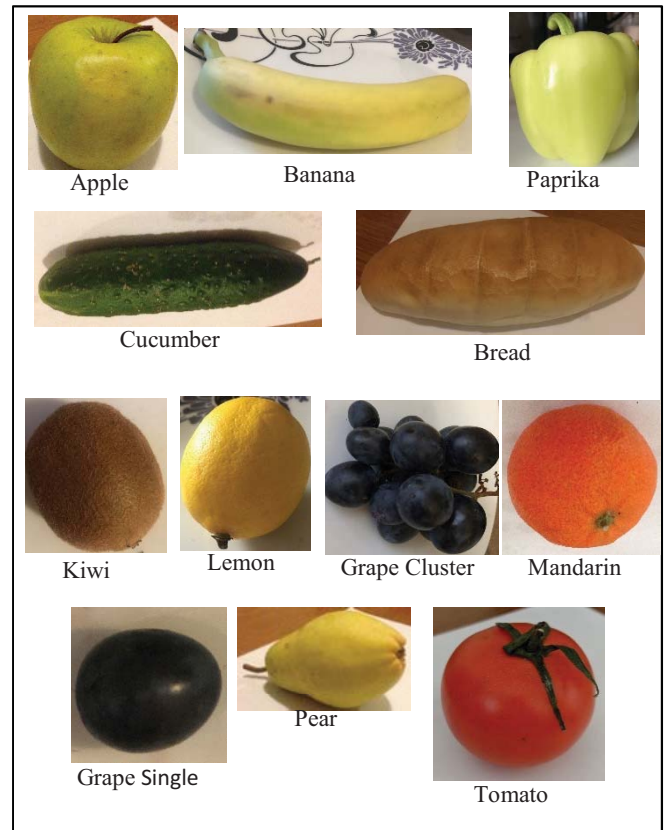 Apple
Banana
Paprika
Cucumber
Bread
Kiwi
Lemon
Grape Cluster
Mandarin
Grape Single
Pear
Tomato